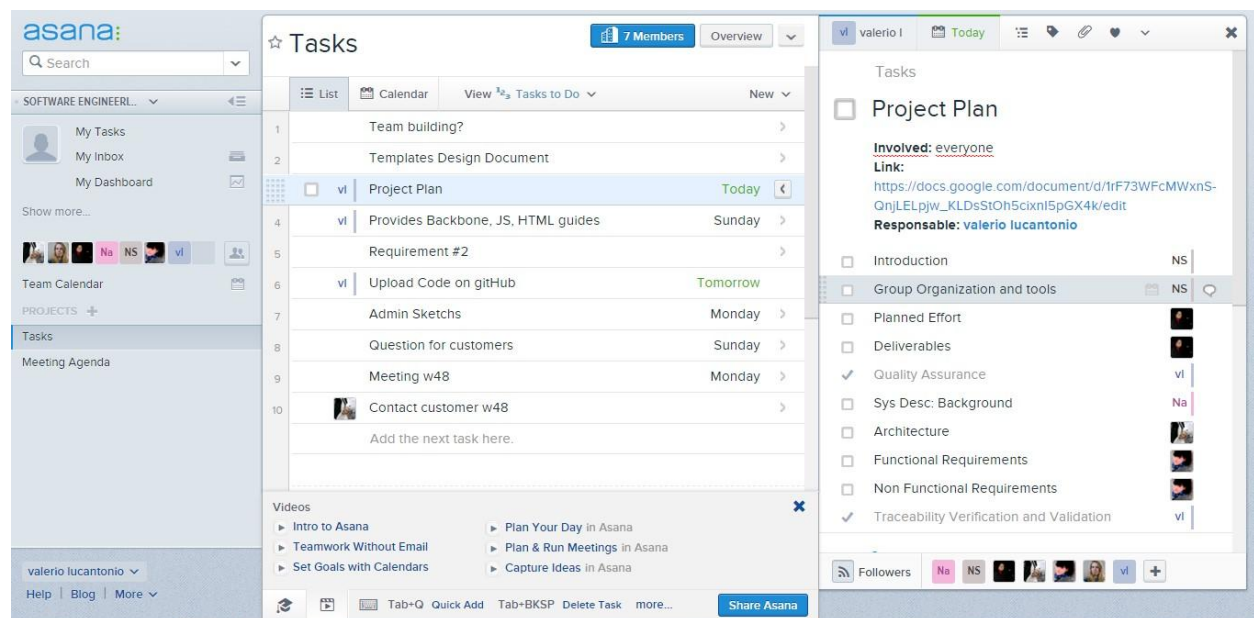 asana:
Search
SOFTWARE ENGINEERI...
My Tasks
My Inbox
My Dashboard
Show more...
Na NS vl
Team Calendar
PROJECTS +
Tasks
Meeting Agenda
valerio lucantonio
Help | Blog | More
Tasks
7 Members Overview
List Calendar View 1 2 3 Tasks to Do New
1 Team building?
2 Templates Design Document
vl Project Plan Today
4 vl Provides Backbone, JS, HTML guides Sunday
5 Requirement #2
6 vl Upload Code on gitHub Tomorrow
7 Admin Sketchs Monday
8 Question for customers Sunday
9 Meeting w48 Monday
10 Contact customer w48
Add the next task here.
Videos
Intro to Asana Plan Your Day in Asana
Teamwork Without Email Plan & Run Meetings in Asana
Set Goals with Calendars Capture Ideas in Asana
Tab+Q Quick Add Tab+BKSP Delete Task more... Share Asana
vl valerio l Today
Tasks
Project Plan
Involved: everyone
Link:
https://docs.google.com/document/d/1rF73WFcMWxnS-
QnjLELpjw_KLDsStOh5cixnI5pGX4k/edit
Responsable: valerio lucantonio
Introduction NS
Group Organization and tools NS
Planned Effort
Deliverables
Quality Assurance vl
Sys Desc: Background Na
Architecture
Functional Requirements
Non Functional Requirements
Traceability Verification and Validation vl
Followers Na NS vl +